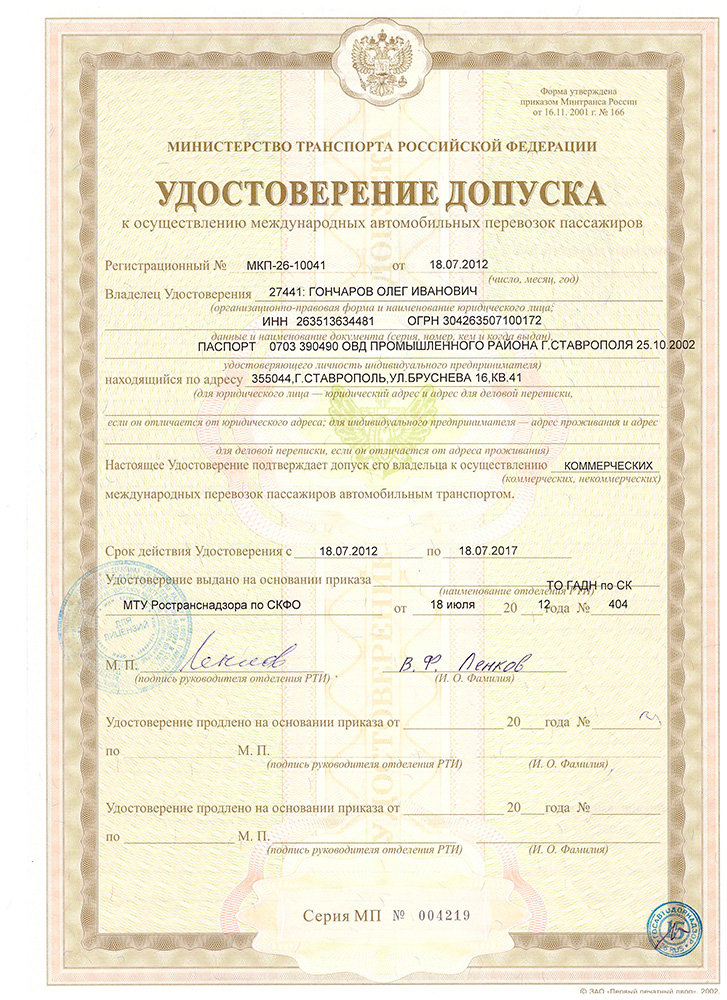 Форма утверждена
приказом Минтранса России
от 16.11. 2001 г. № 166
МИНИСТЕРСТВО ТРАНСПОРТА РОССИЙСКОЙ ФЕДЕРАЦИИ
УДОСТОВЕРЕНИЕ ДОПУСКА
к осуществлению международных автомобильных перевозок пассажиров
Регистрационный № МКП-26-10041 от 18.07.2012
(число, месяц, год)
Владелец Удостоверения 27441: ГОНЧАРОВ ОЛЕГ ИВАНОВИЧ
(организационно-правовая форма и наименование юридического лица;
ИНН 263513634481 ОГРН 304263507100172
данные и наименование документа (серия, номер, кем и когда выдан),
ПАСПОРТ 0703 390490 ОВД ПРОМЫШЛЕННОГО РАЙОНА Г.СТАВРОПОЛЯ 25.10.2002
удостоверяющего личность индивидуального предпринимателя)
находящийся по адресу 355044,Г.СТАВРОПОЛЬ,УЛ.БРУСНЕВА 16,КВ.41
(для юридического лица — юридический адрес и адрес для деловой переписки,
если он отличается от юридического адреса; для индивидуального предпринимателя — адрес проживания и адрес
для деловой переписки, если он отличается от адреса проживания)
Настоящее Удостоверение подтверждает допуск его владельца к осуществлению КОММЕРЧЕСКИХ
(коммерческих, некоммерческих)
международных перевозок пассажиров автомобильным транспортом.
Срок действия Удостоверения с 18.07.2012 по 18.07.2017
Удостоверение выдано на основании приказа ТО ГАДН по СК
(наименование отделения РТИ)
МТУ Ространснадзора по СКФО от 18 июля 20 12 года № 404
ДЛЯ
ЛИЦЕНЗИЙ
М. П. В.Ф. Ленков
(подпись руководителя отделения РТИ) (И. О. Фамилия)
Удостоверение продлено на основании приказа от 20 года №
по М. П.
(подпись руководителя отделения РТИ) (И. О. Фамилия)
Удостоверение продлено на основании приказа от 20 года №
по М. П.
(подпись руководителя отделения РТИ) (И. О. Фамилия)
Серия МП № 004219
© ЗАО «Первый печатный двор», 2002